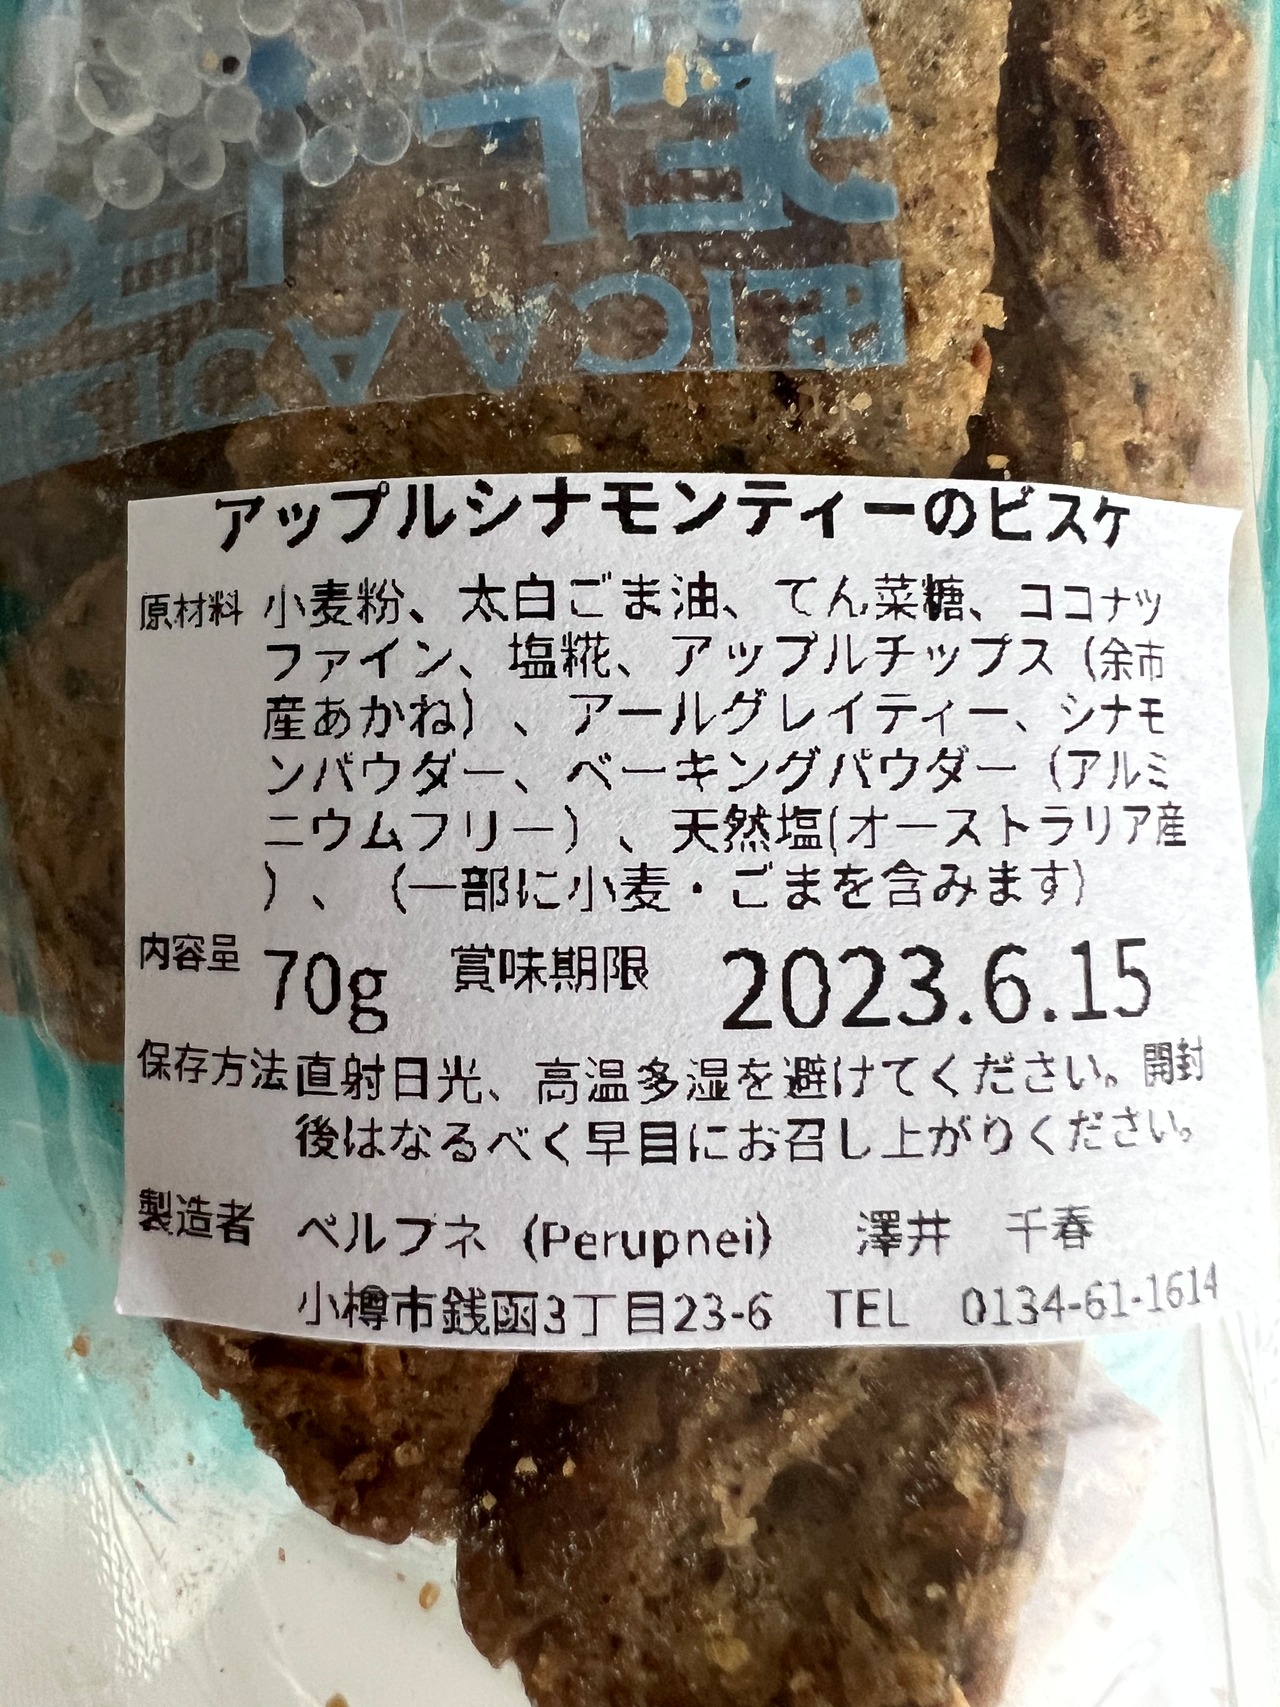 アップルシナモンティーのビスケ
原材料 小麦粉、太白ごま油、てん菜糖、ココナツ
ファイン、塩糀、アップルチップス（余市
産あかね）、アールグレイティー、シナモ
ンパウダー、ベーキングパウダー（アルミ
ニウムフリー）、天然塩(オーストラリア産
)、（一部に小麦・ごまを含みます）
内容量 70g 賞味期限 2023.6.15
保存方法 直射日光、高温多湿を避けてください。開封
後はなるべく早目にお召し上がりください。
製造者 ペルプネ（Perupnei） 澤井 千春
小樽市銭函3丁目23-6 TEL 0134-61-1614